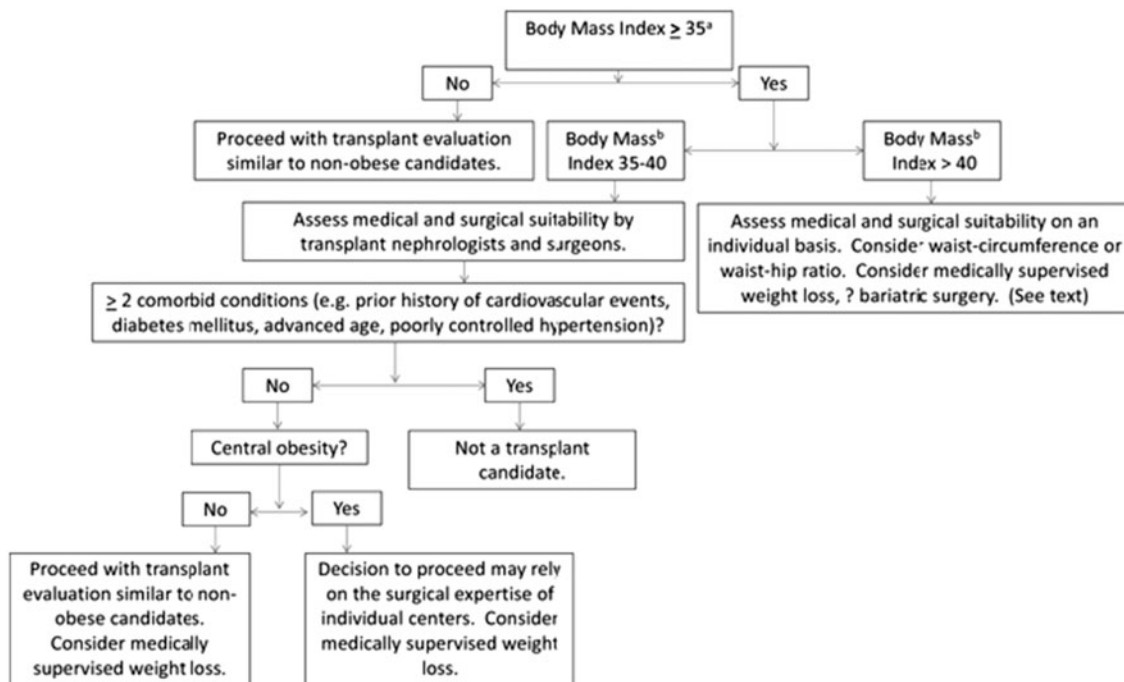 Body Mass Index ≥ 35ᵃ
No
Yes
Proceed with transplant evaluation
similar to non-obese candidates.
Body Massᵇ
Index 35-40
Body Massᵇ
Index > 40
Assess medical and surgical suitability by
transplant nephrologists and surgeons.
Assess medical and surgical suitability on an
individual basis.  Consider waist-circumference or
waist-hip ratio.  Consider medically supervised
weight loss, ? bariatric surgery.  (See text)
≥ 2 comorbid conditions (e.g. prior history of cardiovascular events,
diabetes mellitus, advanced age, poorly controlled hypertension)?
No
Yes
Central obesity?
Not a transplant
candidate.
No
Yes
Proceed with transplant
evaluation similar to non-
obese candidates.
Consider medically
supervised weight loss.
Decision to proceed may rely
on the surgical expertise of
individual centers.  Consider
medically supervised weight
loss.